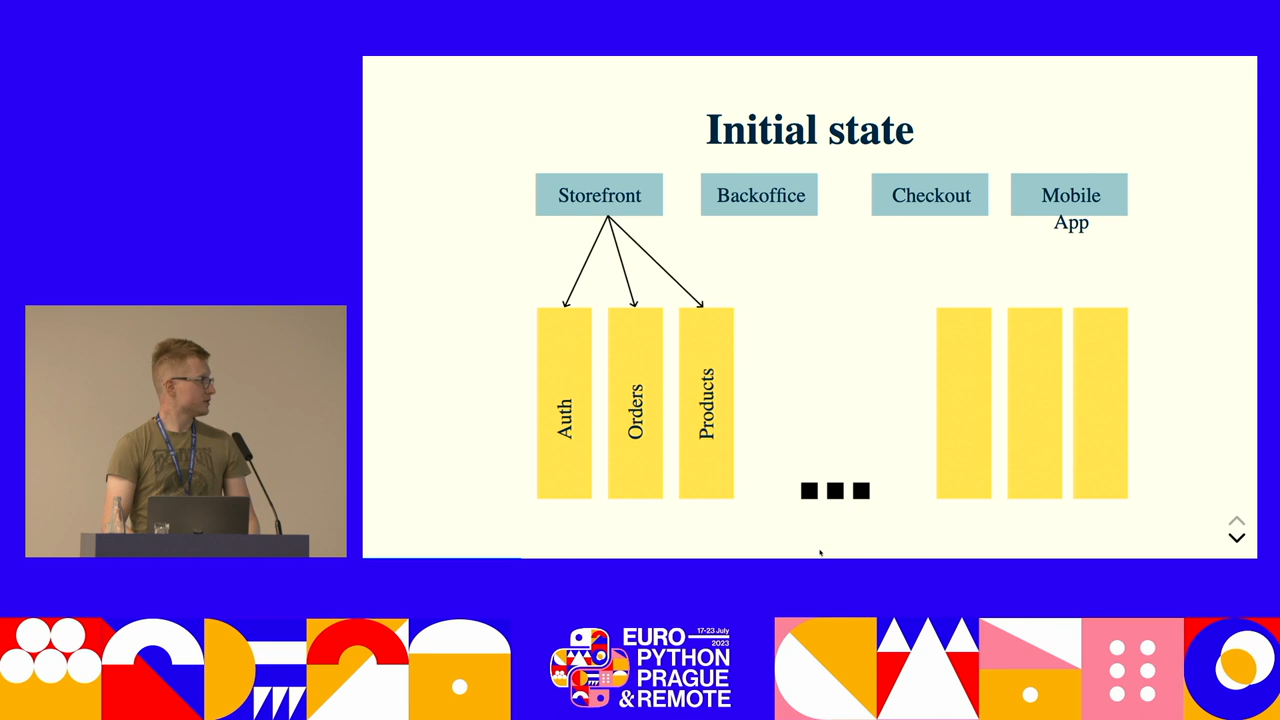 Initial state
Storefront
Backoffice
Checkout
Mobile
App
Auth
Orders
Products
EURO
17-23 July
2023
PYTHON
PRAGUE
& REMOTE